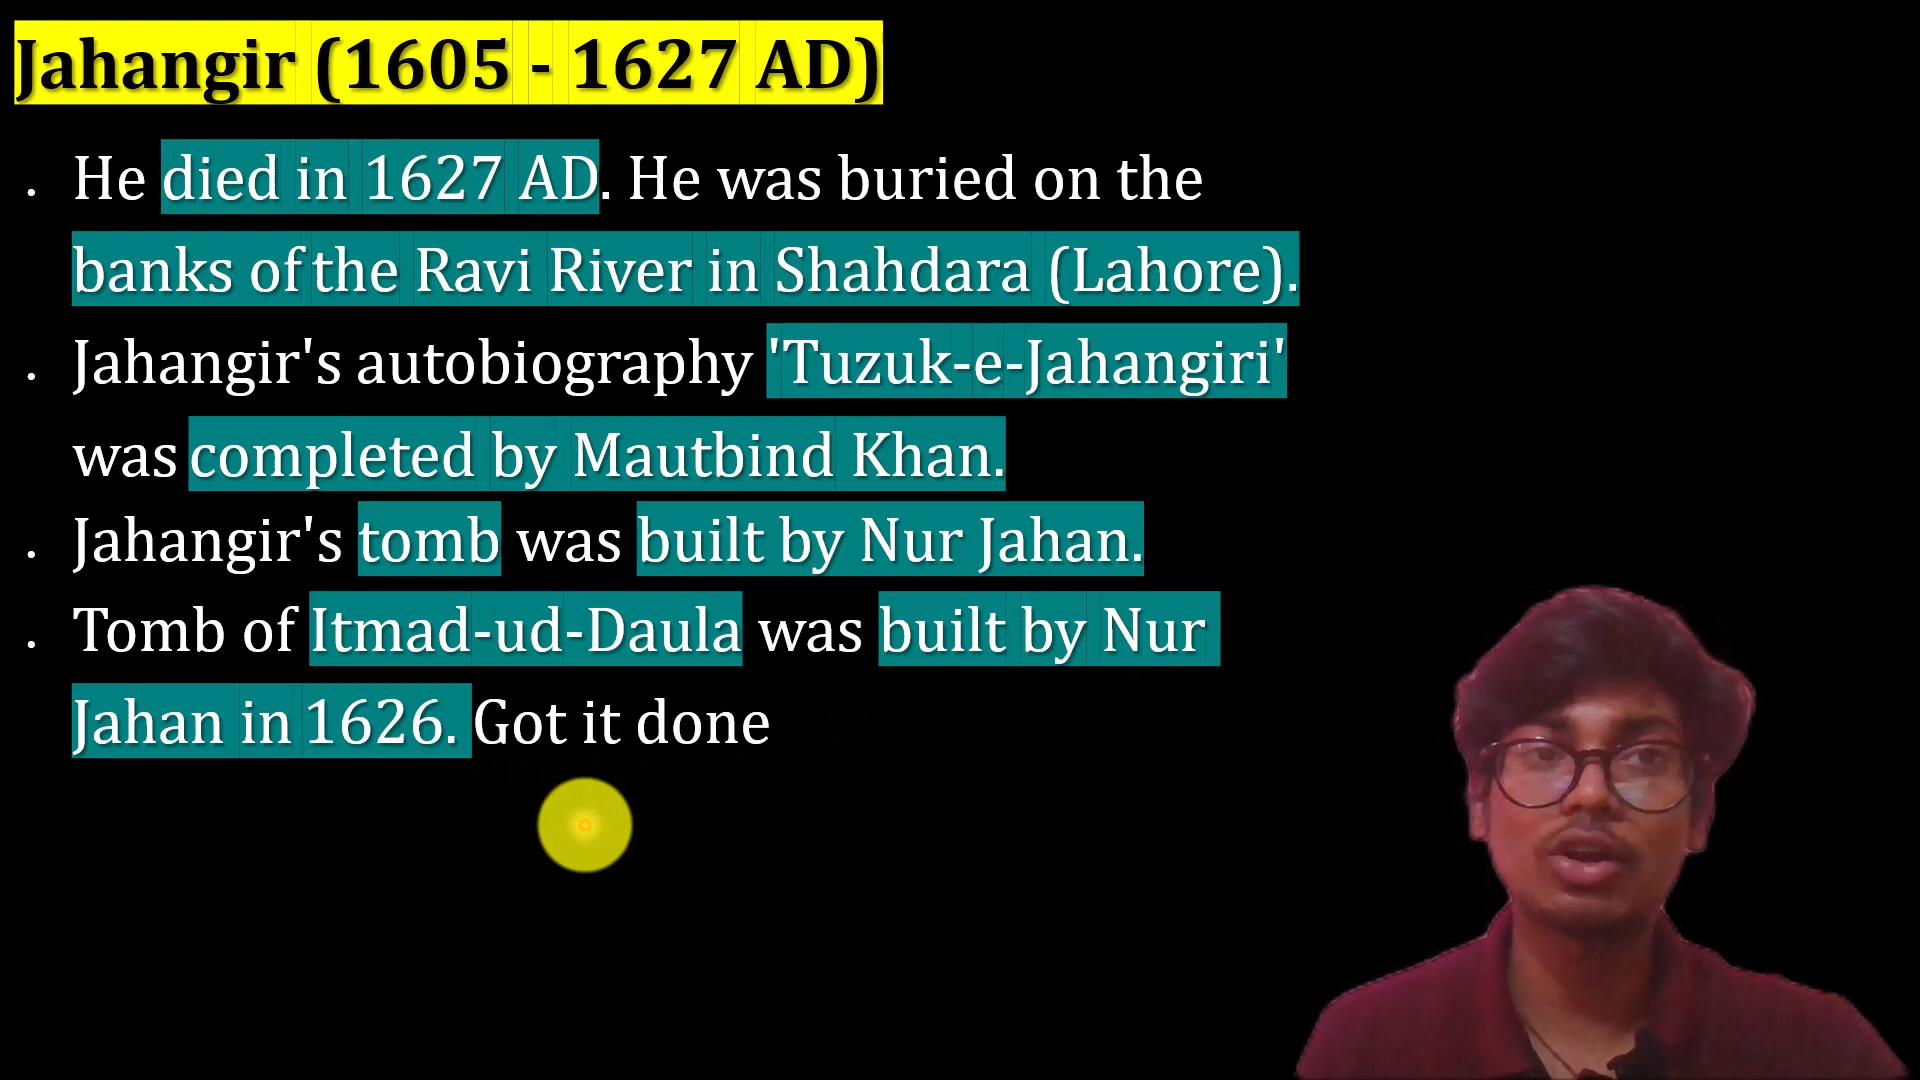 Jahangir (1605 - 1627 AD)
. He died in 1627 AD. He was buried on the
banks of the Ravi River in Shahdara (Lahore).
. Jahangir's autobiography 'Tuzuk-e-Jahangiri'
was completed by Mautbind Khan.
. Jahangir's tomb was built by Nur Jahan.
. Tomb of Itmad-ud-Daula was built by Nur
Jahan in 1626. Got it done